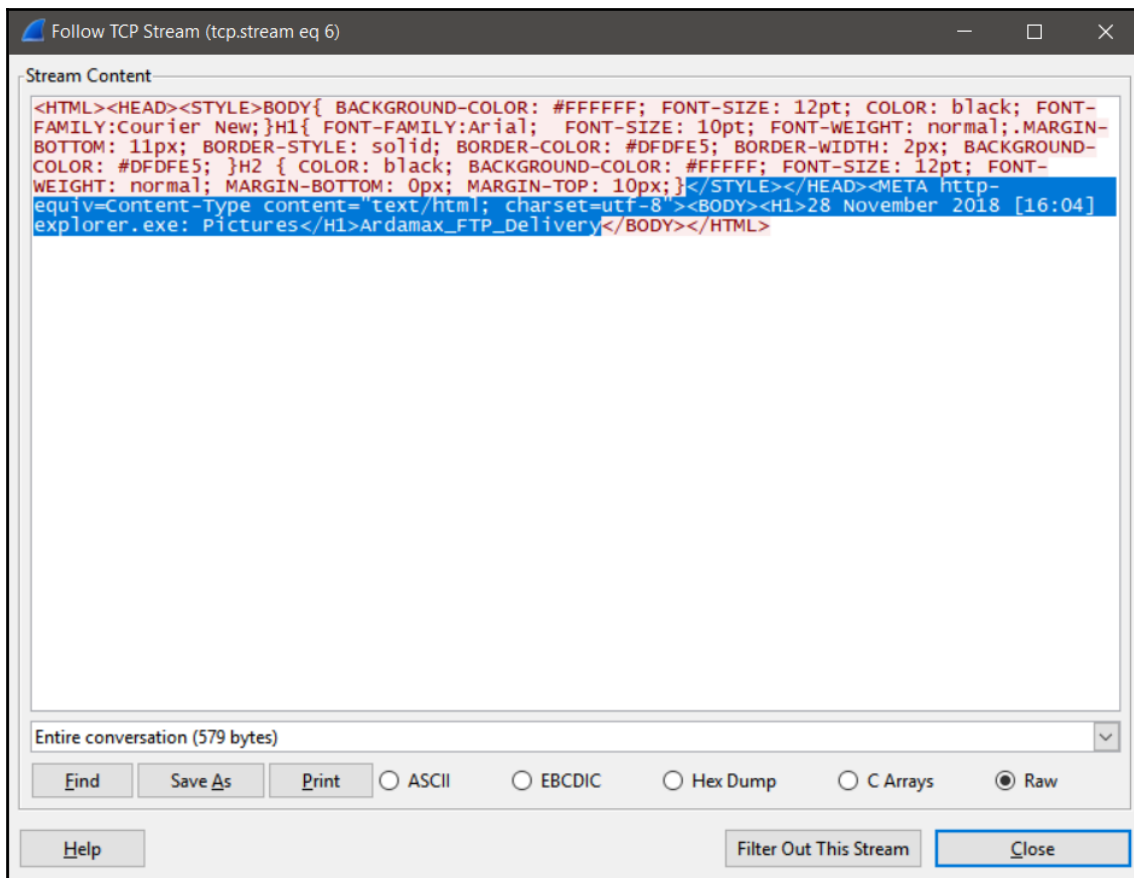 Follow TCP Stream (tcp.stream eq 6)
Stream Content
<HTML><HEAD><STYLE>BODY{ BACKGROUND-COLOR: #FFFFFF; FONT-SIZE: 12pt; COLOR: black; FONT-
FAMILY:Courier New;}H1{ FONT-FAMILY:Arial;  FONT-SIZE: 10pt; FONT-WEIGHT: normal;.MARGIN-
BOTTOM: 11px; BORDER-STYLE: solid; BORDER-COLOR: #DFDFE5; BORDER-WIDTH: 2px; BACKGROUND-
COLOR: #DFDFE5; }H2 { COLOR: black; BACKGROUND-COLOR: #FFFFF; FONT-SIZE: 12pt; FONT-
WEIGHT: normal; MARGIN-BOTTOM: 0px; MARGIN-TOP: 10px;}</STYLE></HEAD><META http-
equiv=Content-Type content="text/html; charset=utf-8"><BODY><H1>28 November 2018 [16:04]
explorer.exe: Pictures</H1>Ardamax_FTP_Delivery</BODY></HTML>
Entire conversation (579 bytes)
Find Save As Print ASCII EBCDIC Hex Dump C Arrays Raw
Help Filter Out This Stream Close